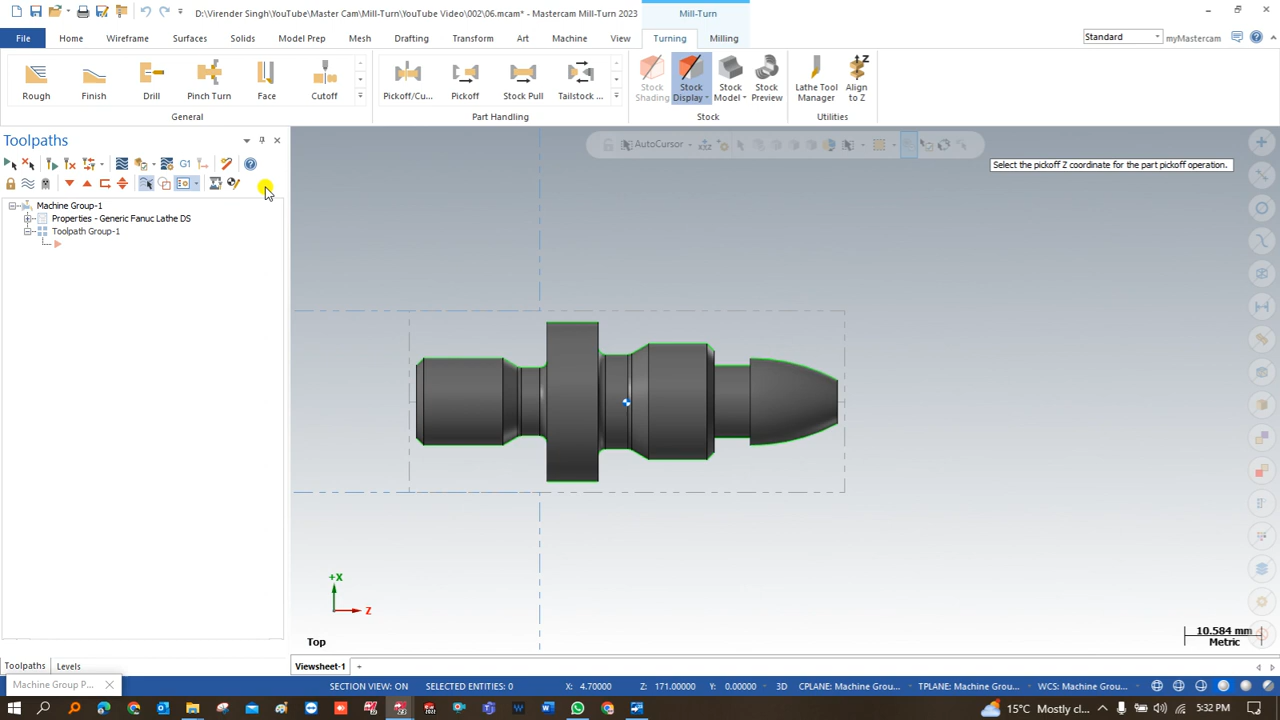 D:\Virender Singh\YouTube\Master Cam\Mill-Turn\YouTube Video\002\06.mcam* - Mastercam Mill-Turn 2023
Mill-Turn
File Home Wireframe Surfaces Solids Model Prep Mesh Drafting Transform Art Machine View Turning Milling
Standard
myMastercam
Rough Finish Drill Pinch Turn Face Cutoff
Pickoff/Cu... Pickoff Stock Pull Tailstock ...
Stock Shading
Stock Display
Stock Model
Stock Preview
Lathe Tool Manager
Align to Z
General Part Handling Stock Utilities
Toolpaths
AutoCursor
Select the pickoff Z coordinate for the part pickoff operation.
G1
Machine Group-1
Properties - Generic Fanuc Lathe DS
Toolpath Group-1
+X
Z
Top
10.584 mm
Metric
Toolpaths Levels
Viewsheet-1 +
Machine Group P...
SECTION VIEW: ON SELECTED ENTITIES: 0 X: 4.70000 Z: 171.00000 Y: 0.00000 3D CPLANE: Machine Grou... TPLANE: Machine Grou... WCS: Machine Grou...
15°C Mostly cl... 5:32 PM